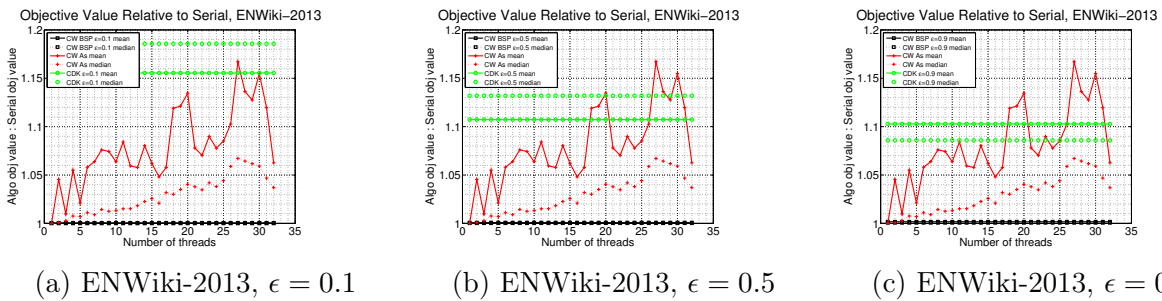 Objective Value Relative to Serial, ENWiki-2013
1.2
1.15
1.1
1.05
1
Algo obj value : Serial obj value
CW BSP ε=0.1 mean
CW BSP ε=0.1 median
CW As mean
CW As median
CDK ε=0.1 mean
CDK ε=0.1 median
0 5 10 15 20 25 30 35
Number of threads
(a) ENWiki-2013, ϵ = 0.1
Objective Value Relative to Serial, ENWiki-2013
1.2
1.15
1.1
1.05
1
Algo obj value : Serial obj value
CW BSP ε=0.5 mean
CW BSP ε=0.5 median
CW As mean
CW As median
CDK ε=0.5 mean
CDK ε=0.5 median
0 5 10 15 20 25 30 35
Number of threads
(b) ENWiki-2013, ϵ = 0.5
Objective Value Relative to Serial, ENWiki-2013
1.2
1.15
1.1
1.05
1
Algo obj value : Serial obj value
CW BSP ε=0.9 mean
CW BSP ε=0.9 median
CW As mean
CW As median
CDK ε=0.9 mean
CDK ε=0.9 median
0 5 10 15 20 25 30 35
Number of threads
(c) ENWiki-2013, ϵ = 0